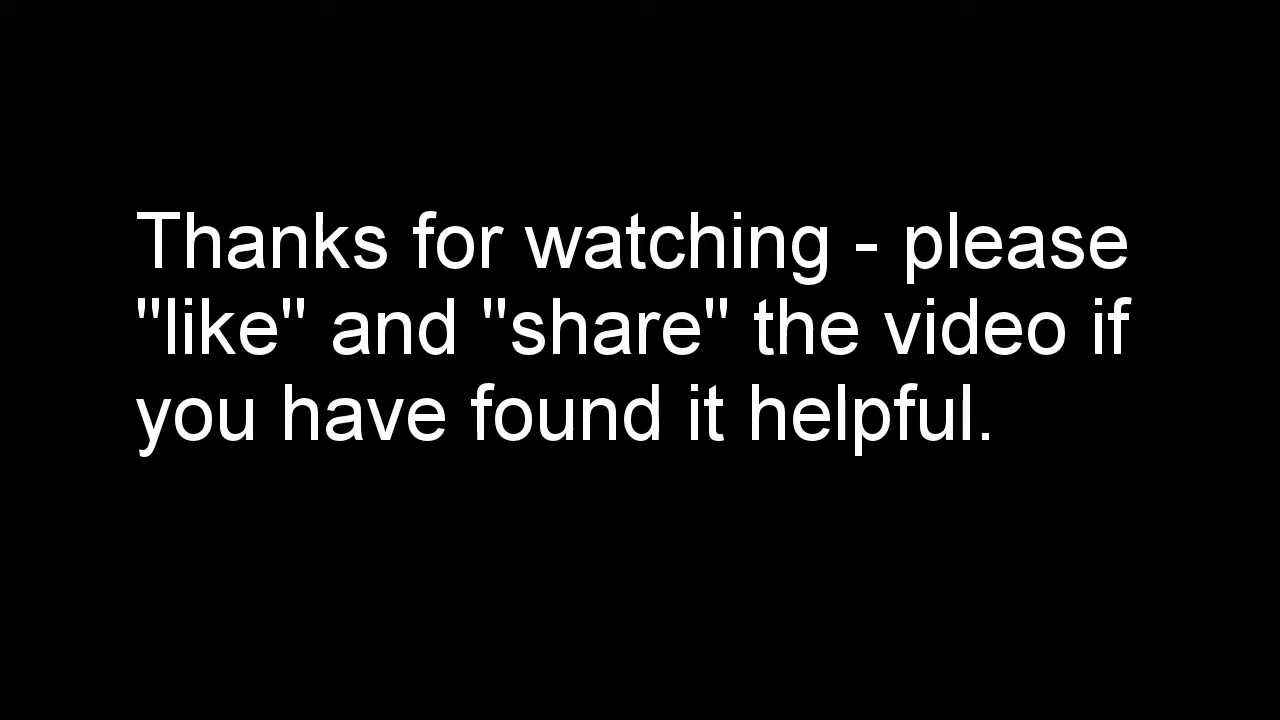 Thanks for watching - please
"like" and "share" the video if
you have found it helpful.